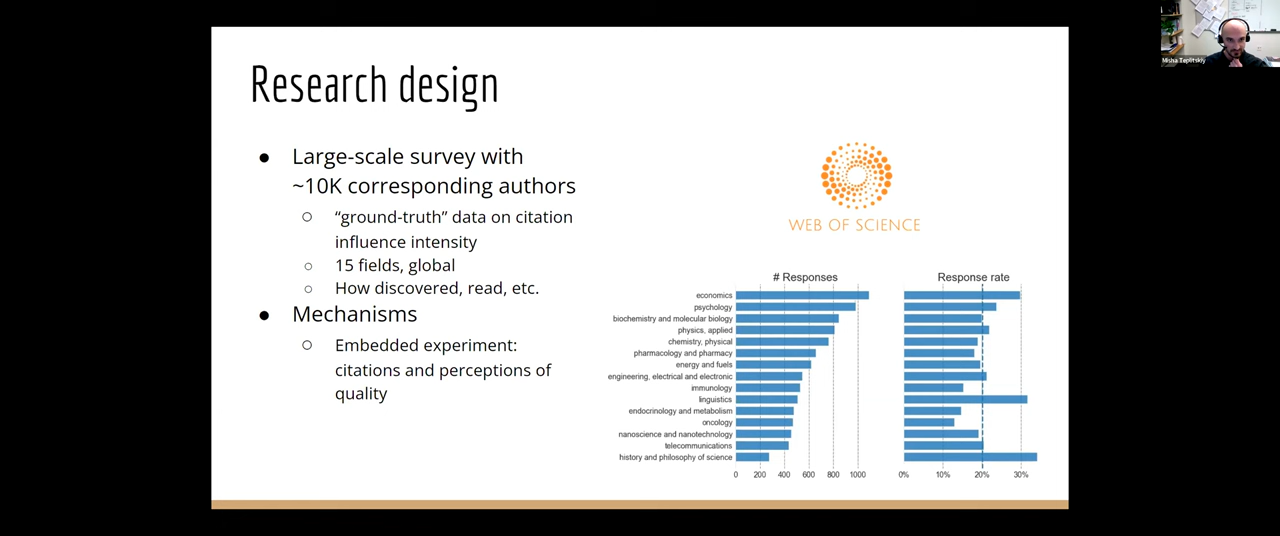 Research design
● Large-scale survey with
~10K corresponding authors
○ “ground-truth” data on citation
influence intensity
○ 15 fields, global
○ How discovered, read, etc.
● Mechanisms
○ Embedded experiment:
citations and perceptions of
quality
WEB OF SCIENCE
# Responses
Response rate
economics
psychology
biochemistry and molecular biology
physics, applied
chemistry, physical
pharmacology and pharmacy
energy and fuels
engineering, electrical and electronic
immunology
linguistics
endocrinology and metabolism
oncology
nanoscience and nanotechnology
telecommunications
history and philosophy of science
0 200 400 600 800 1000
0% 10% 20% 30%
Misha Teplitskiy